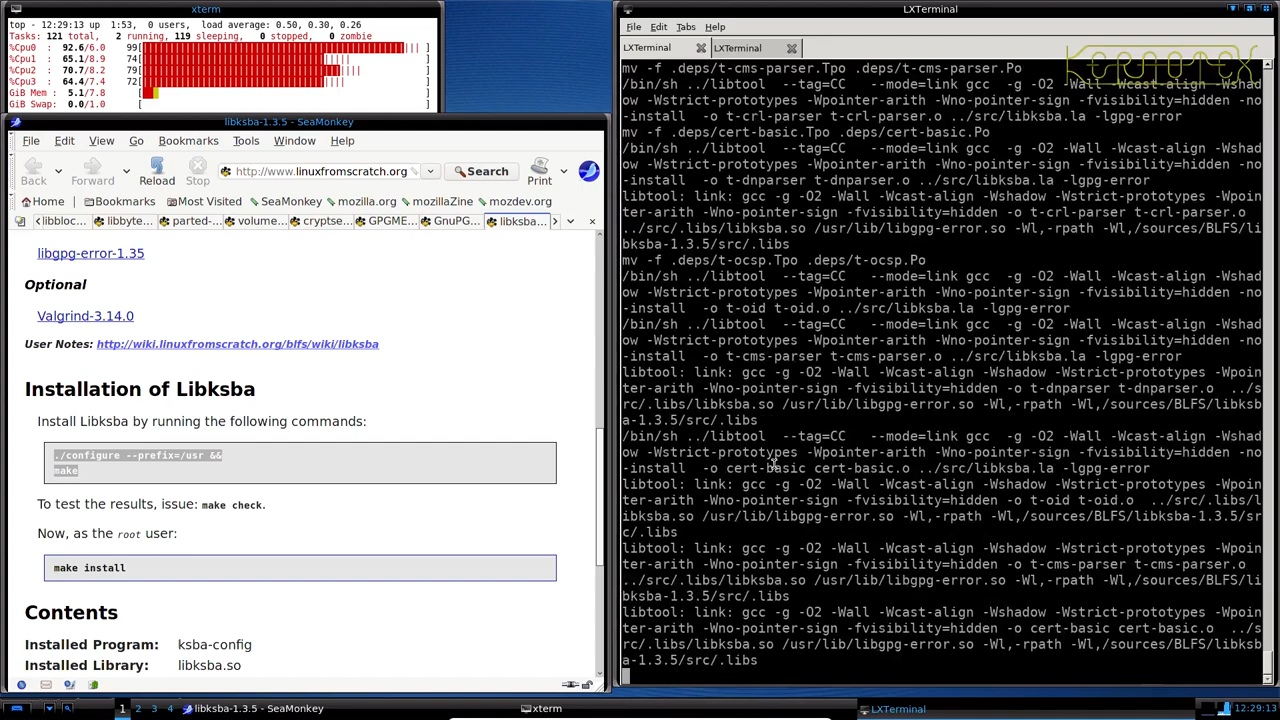 xterm
top - 12:29:13 up  1:53,  0 users,  load average: 0.50, 0.30, 0.26
Tasks: 121 total,   2 running, 119 sleeping,   0 stopped,   0 zombie
%Cpu0  :  92.6/6.0    99[
%Cpu1  :  65.1/8.9    74[
%Cpu2  :  70.7/8.2    79[
%Cpu3  :  64.4/7.4    72[
GiB Mem :  5.1/7.8      [
GiB Swap:  0.0/1.0      [
libksba-1.3.5 - SeaMonkey
File Edit View Go Bookmarks Tools Window Help
Back Forward Reload Stop http://www.linuxfromscratch.org Search Print
Home Bookmarks Most Visited SeaMonkey mozilla.org mozillaZine mozdev.org
libbloc... libbyte... parted-... volume... cryptse... GPGME... GnuPG... libksba...
libgpg-error-1.35
Optional
Valgrind-3.14.0
User Notes: http://wiki.linuxfromscratch.org/blfs/wiki/libksba
Installation of Libksba
Install Libksba by running the following commands:
./configure --prefix=/usr &&
make
To test the results, issue: make check.
Now, as the root user:
make install
Contents
Installed Program: ksba-config
Installed Library: libksba.so
LXTerminal
File Edit Tabs Help
LXTerminal LXTerminal
KERNOTEX
mv -f .deps/t-cms-parser.Tpo .deps/t-cms-parser.Po
/bin/sh ../libtool  --tag=CC   --mode=link gcc  -g -O2 -Wall -Wcast-align -Wshad
ow -Wstrict-prototypes -Wpointer-arith -Wno-pointer-sign -fvisibility=hidden -no
-install  -o t-crl-parser t-crl-parser.o ../src/libksba.la -lgpg-error
mv -f .deps/cert-basic.Tpo .deps/cert-basic.Po
/bin/sh ../libtool  --tag=CC   --mode=link gcc  -g -O2 -Wall -Wcast-align -Wshad
ow -Wstrict-prototypes -Wpointer-arith -Wno-pointer-sign -fvisibility=hidden -no
-install  -o t-dnparser t-dnparser.o ../src/libksba.la -lgpg-error
libtool: link: gcc -g -O2 -Wall -Wcast-align -Wshadow -Wstrict-prototypes -Wpoin
ter-arith -Wno-pointer-sign -fvisibility=hidden -o t-crl-parser t-crl-parser.o
../src/.libs/libksba.so /usr/lib/libgpg-error.so -Wl,-rpath -Wl,/sources/BLFS/li
bksba-1.3.5/src/.libs
mv -f .deps/t-ocsp.Tpo .deps/t-ocsp.Po
/bin/sh ../libtool  --tag=CC   --mode=link gcc  -g -O2 -Wall -Wcast-align -Wshad
ow -Wstrict-prototypes -Wpointer-arith -Wno-pointer-sign -fvisibility=hidden -no
-install  -o t-oid t-oid.o ../src/libksba.la -lgpg-error
/bin/sh ../libtool  --tag=CC   --mode=link gcc  -g -O2 -Wall -Wcast-align -Wshad
ow -Wstrict-prototypes -Wpointer-arith -Wno-pointer-sign -fvisibility=hidden -no
-install  -o t-cms-parser t-cms-parser.o ../src/libksba.la -lgpg-error
libtool: link: gcc -g -O2 -Wall -Wcast-align -Wshadow -Wstrict-prototypes -Wpoin
ter-arith -Wno-pointer-sign -fvisibility=hidden -o t-dnparser t-dnparser.o  ../s
rc/.libs/libksba.so /usr/lib/libgpg-error.so -Wl,-rpath -Wl,/sources/BLFS/libksb
a-1.3.5/src/.libs
/bin/sh ../libtool  --tag=CC   --mode=link gcc  -g -O2 -Wall -Wcast-align -Wshad
ow -Wstrict-prototypes -Wpointer-arith -Wno-pointer-sign -fvisibility=hidden -no
-install  -o cert-basic cert-basic.o ../src/libksba.la -lgpg-error
libtool: link: gcc -g -O2 -Wall -Wcast-align -Wshadow -Wstrict-prototypes -Wpoin
ter-arith -Wno-pointer-sign -fvisibility=hidden -o t-oid t-oid.o  ../src/.libs/l
ibksba.so /usr/lib/libgpg-error.so -Wl,-rpath -Wl,/sources/BLFS/libksba-1.3.5/sr
c/.libs
libtool: link: gcc -g -O2 -Wall -Wcast-align -Wshadow -Wstrict-prototypes -Wpoin
ter-arith -Wno-pointer-sign -fvisibility=hidden -o t-cms-parser t-cms-parser.o
../src/.libs/libksba.so /usr/lib/libgpg-error.so -Wl,-rpath -Wl,/sources/BLFS/li
bksba-1.3.5/src/.libs
libtool: link: gcc -g -O2 -Wall -Wcast-align -Wshadow -Wstrict-prototypes -Wpoin
ter-arith -Wno-pointer-sign -fvisibility=hidden -o cert-basic cert-basic.o  ../s
rc/.libs/libksba.so /usr/lib/libgpg-error.so -Wl,-rpath -Wl,/sources/BLFS/libksb
a-1.3.5/src/.libs
1 2 3 4 libksba-1.3.5 - SeaMonkey xterm LXTerminal 12:29:13